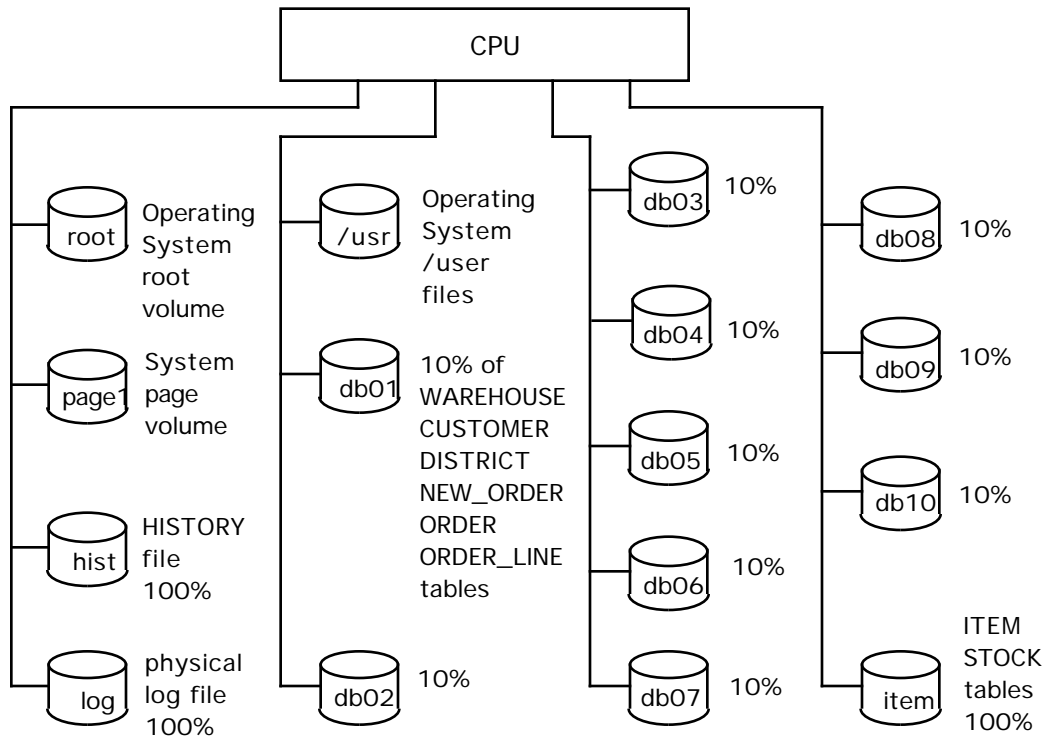 CPU
root
Operating
System
root
volume
page1
System
page
volume
hist
HISTORY
file
100%
log
physical
log file
100%
/usr
Operating
System
/user
files
db01
10% of
WAREHOUSE
CUSTOMER
DISTRICT
NEW_ORDER
ORDER
ORDER_LINE
tables
db02
10%
db03
10%
db04
10%
db05
10%
db06
10%
db07
10%
db08
10%
db09
10%
db10
10%
item
ITEM
STOCK
tables
100%